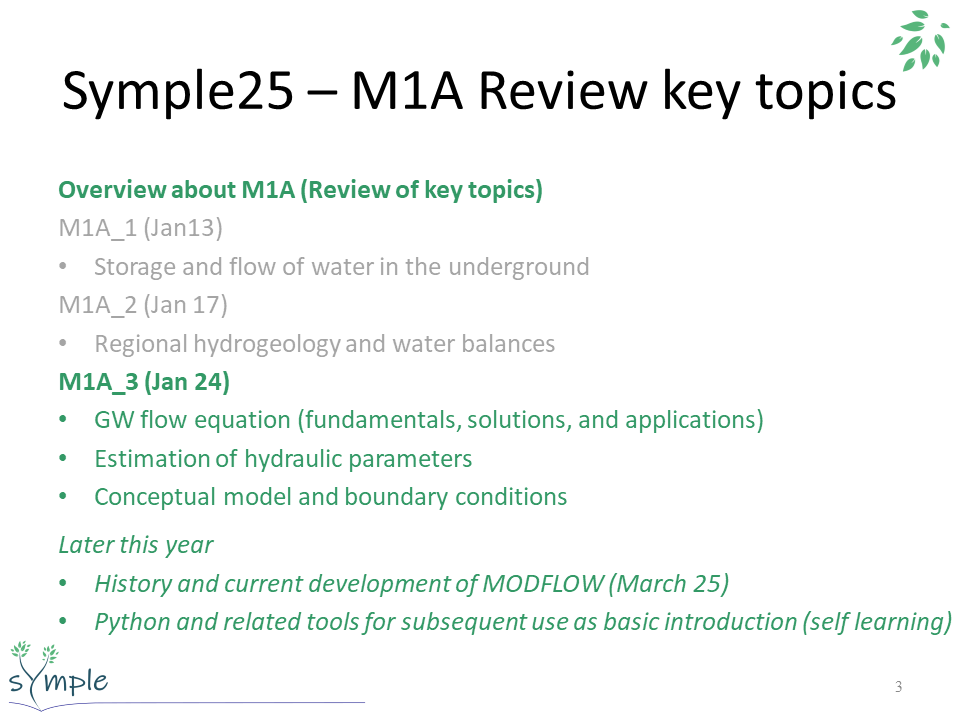 Symple25 – M1A Review key topics
Overview about M1A (Review of key topics)
M1A_1 (Jan13)
• Storage and flow of water in the underground
M1A_2 (Jan 17)
• Regional hydrogeology and water balances
M1A_3 (Jan 24)
• GW flow equation (fundamentals, solutions, and applications)
• Estimation of hydraulic parameters
• Conceptual model and boundary conditions
Later this year
• History and current development of MODFLOW (March 25)
• Python and related tools for subsequent use as basic introduction (self learning)
sYmple
3